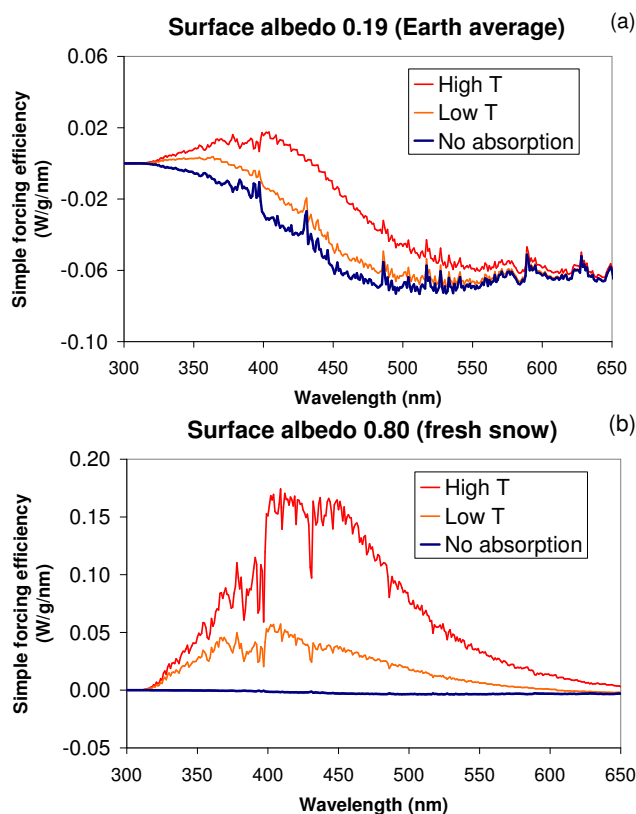 Surface albedo 0.19 (Earth average)
(a)
0.06
0.02
-0.02
-0.06
-0.10
Simple forcing efficiency
(W/g/nm)
High T
Low T
No absorption
300 350 400 450 500 550 600 650
Wavelength (nm)
Surface albedo 0.80 (fresh snow)
(b)
0.20
0.15
0.10
0.05
0.00
-0.05
Simple forcing efficiency
(W/g/nm)
High T
Low T
No absorption
300 350 400 450 500 550 600 650
Wavelength (nm)